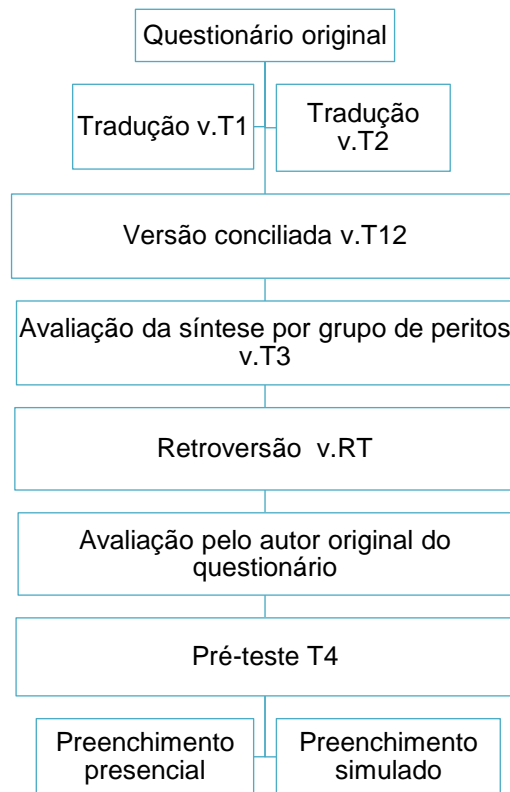 Questionário original
Tradução v.T1
Tradução
v.T2
Versão conciliada v.T12
Avaliação da síntese por grupo de peritos
v.T3
Retroversão v.RT
Avaliação pelo autor original do
questionário
Pré-teste T4
Preenchimento
presencial
Preenchimento
simulado